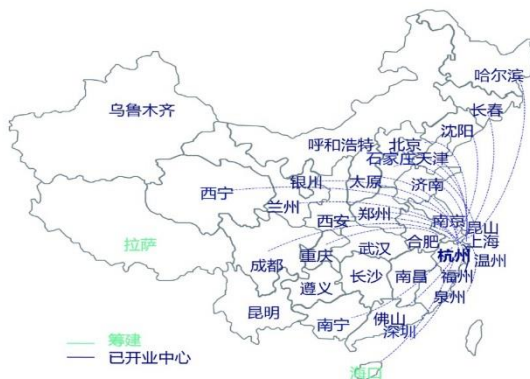 哈尔滨
乌鲁木齐
长春
沈阳
呼和浩特
北京
石家庄
天津
西宁
银川
太原
济南
兰州
西安
郑州
南京
昆山
拉萨
成都
重庆
武汉
合肥
上海
杭州
温州
遵义
长沙
南昌
福州
昆明
泉州
南宁
佛山
深圳
筹建
已开业中心
海口